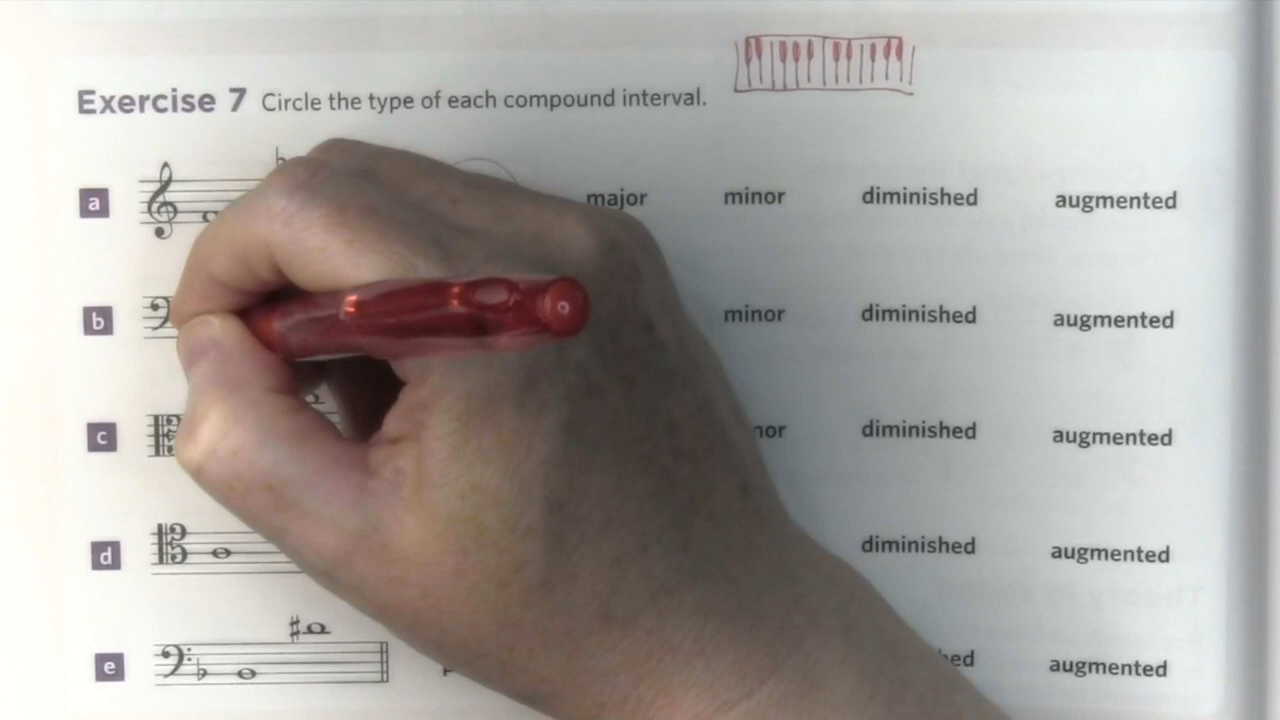 Exercise 7 Circle the type of each compound interval.
a major minor diminished augmented
b minor diminished augmented
c diminished augmented
d diminished augmented
e augmented